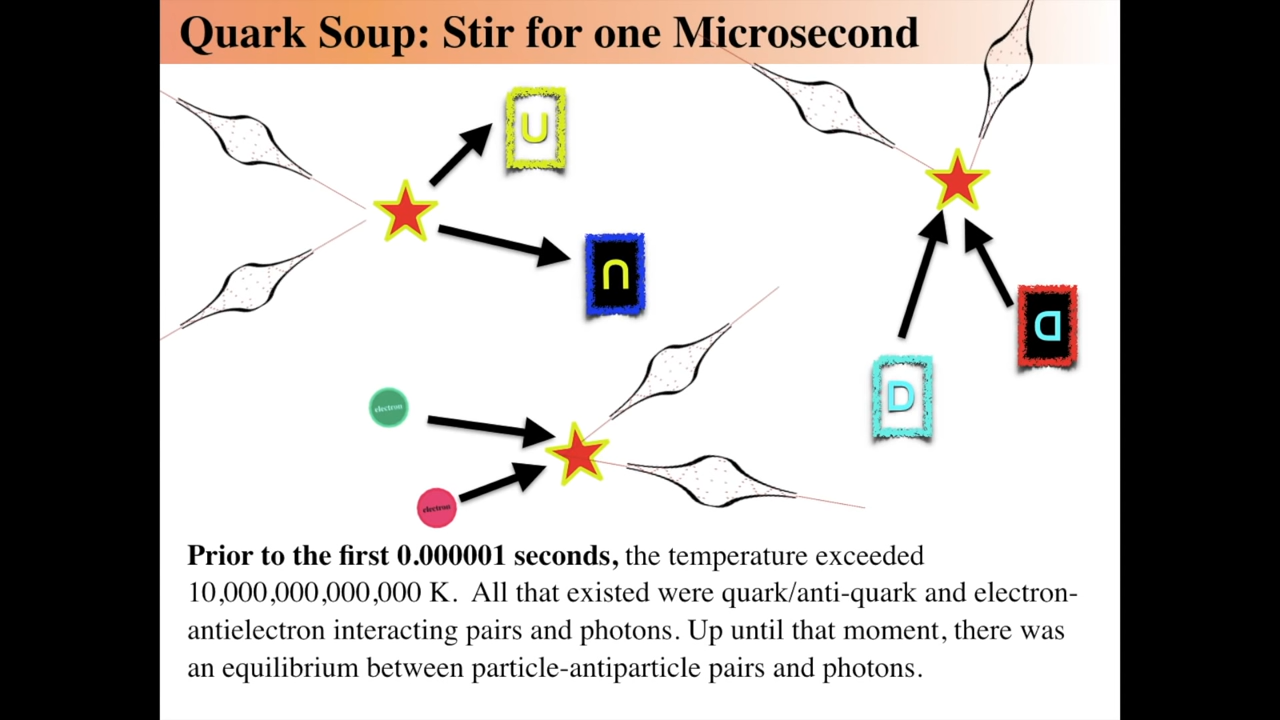 Quark Soup: Stir for one Microsecond
U
U
D
D
electron
electron
Prior to the first 0.000001 seconds, the temperature exceeded
10,000,000,000,000 K. All that existed were quark/anti-quark and electron-
antielectron interacting pairs and photons. Up until that moment, there was
an equilibrium between particle-antiparticle pairs and photons.